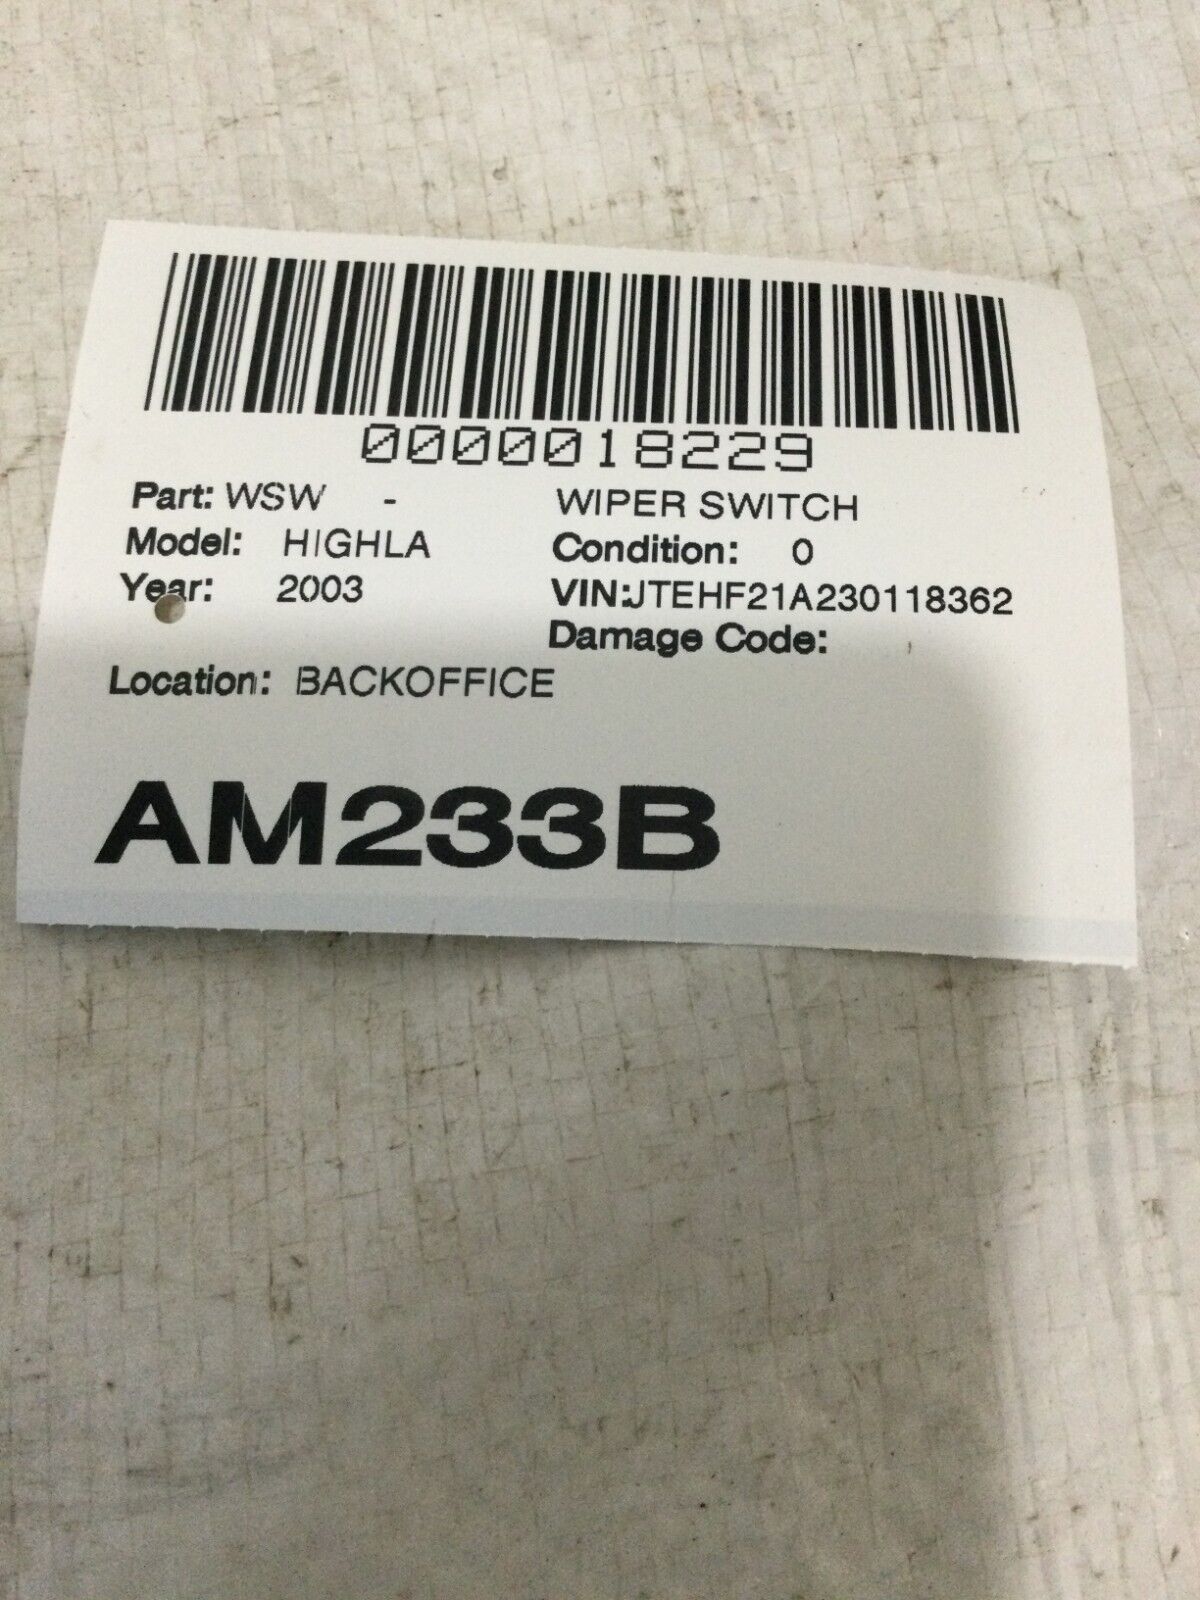 0000018229
Part: WSW - WIPER SWITCH
Model: HIGHLA Condition: 0
Year: 2003 VIN:JTEHF21A230118362
Damage Code:
Location: BACKOFFICE
AM233B